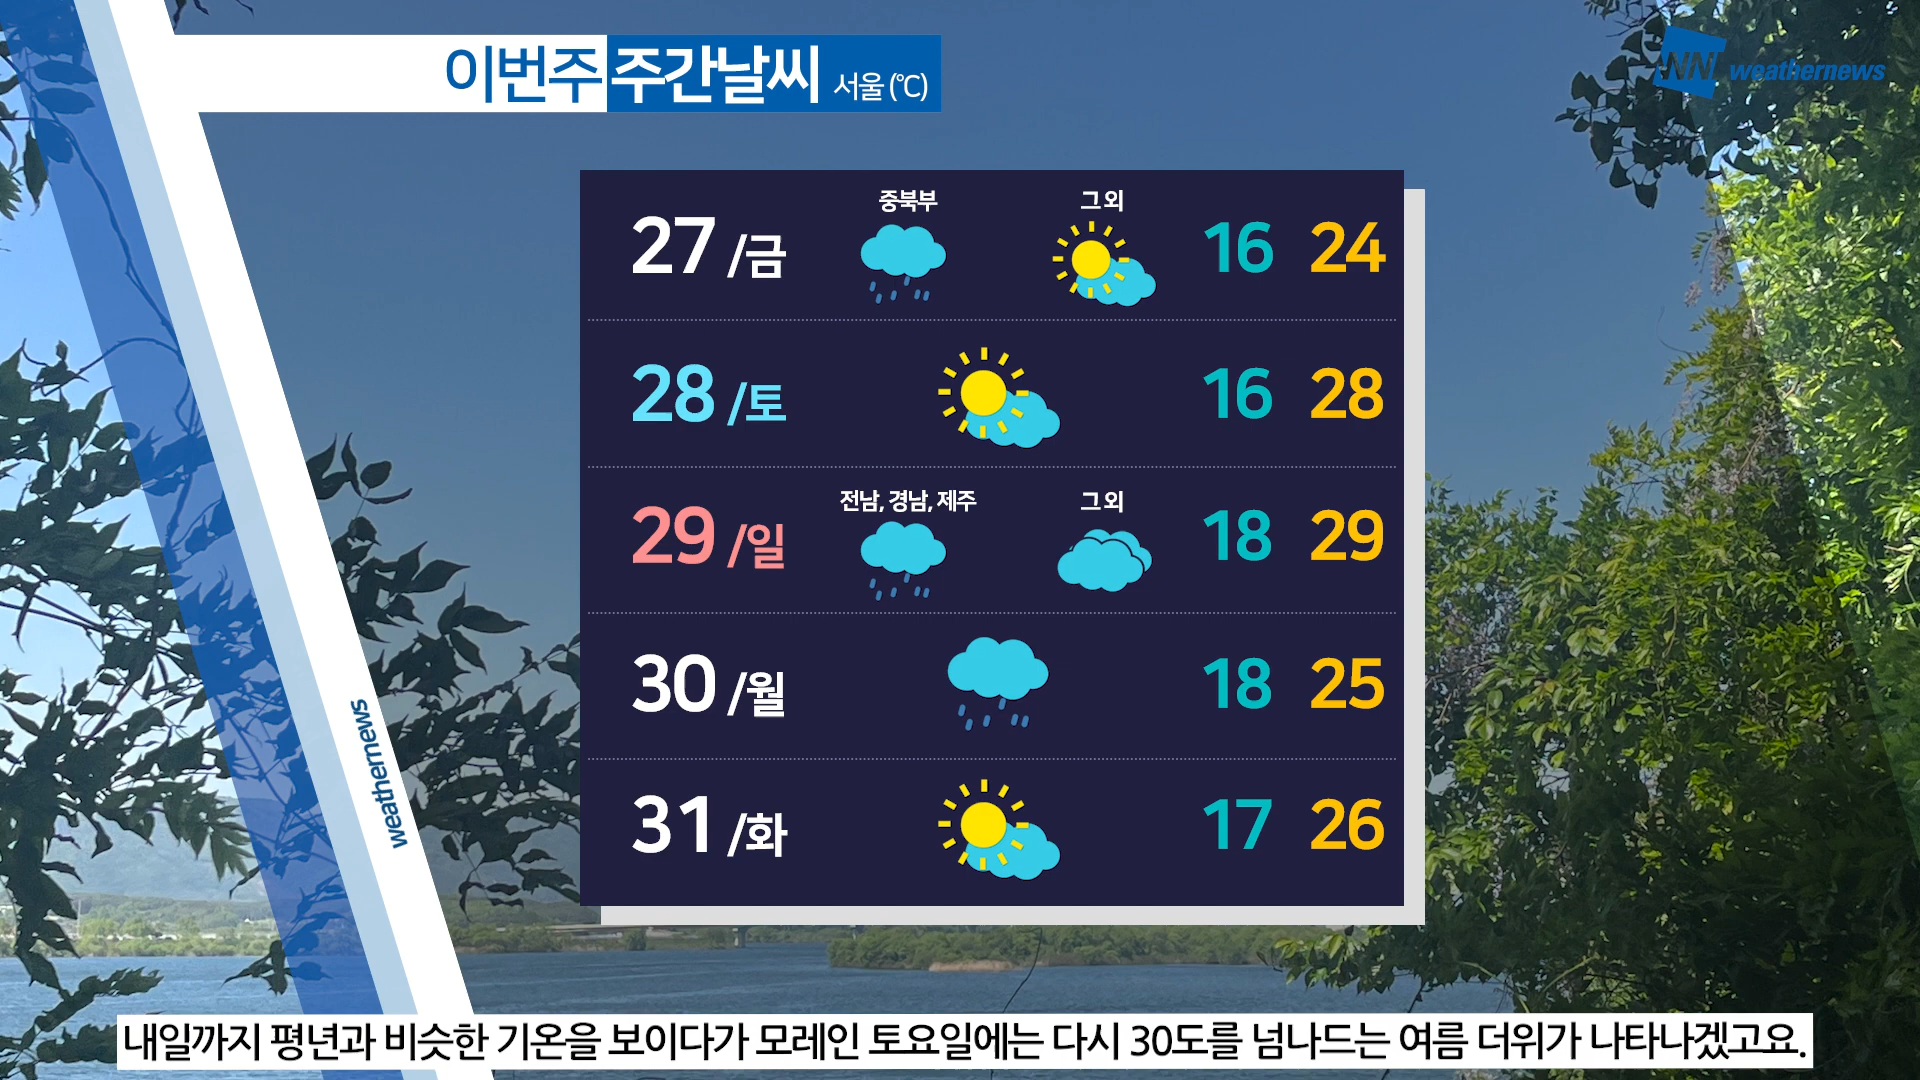 이번주 주간날씨 서울 (℃)
weathernews
중북부 그 외
27 /금 16 24
28 /토 16 28
전남, 경남, 제주 그 외
29 /일 18 29
30 /월 18 25
31 /화 17 26
weathernews
내일까지 평년과 비슷한 기온을 보이다가 모레인 토요일에는 다시 30도를 넘나드는 여름 더위가 나타나겠고요.